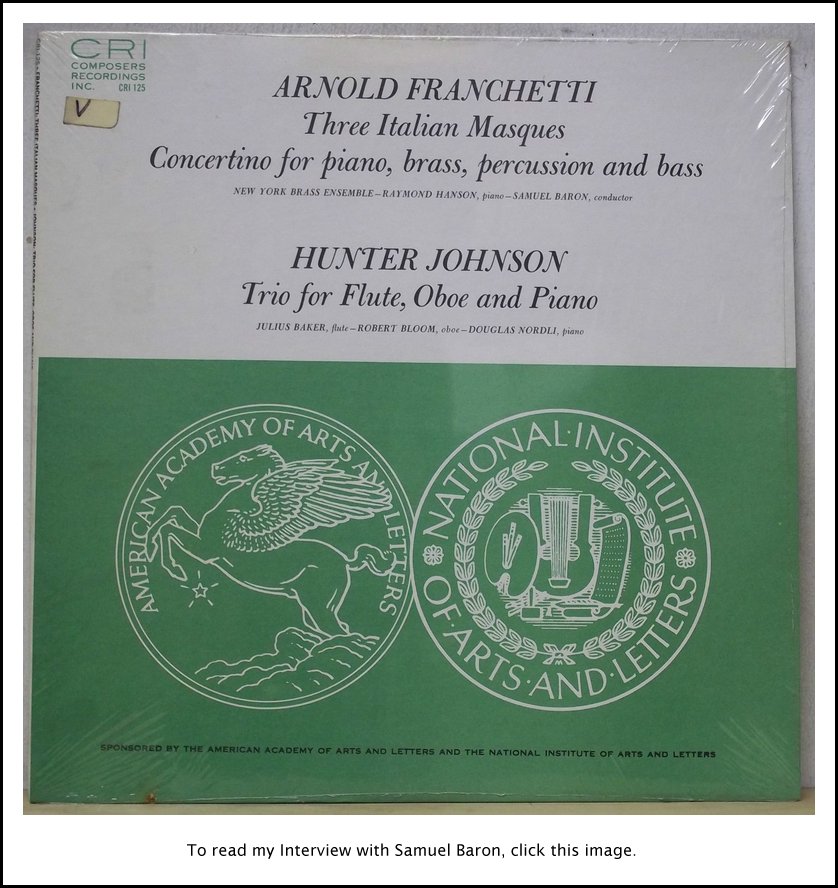 CRI
COMPOSERS
RECORDINGS
INC. CRI 125
V
ARNOLD FRANCHETTI
Three Italian Masques
Concertino for piano, brass, percussion and bass
NEW YORK BRASS ENSEMBLE—RAYMOND HANSON, piano—SAMUEL BARON, conductor
HUNTER JOHNSON
Trio for Flute, Oboe and Piano
JULIUS BAKER, flute—ROBERT BLOOM, oboe—DOUGLAS NORDLI, piano
AMERICAN ACADEMY OF ARTS AND LETTERS
NATIONAL·INSTITUTE
OF·ARTS·AND·LETTERS
SPONSORED BY THE AMERICAN ACADEMY OF ARTS AND LETTERS AND THE NATIONAL INSTITUTE OF ARTS AND LETTERS
To read my Interview with Samuel Baron, click this image.